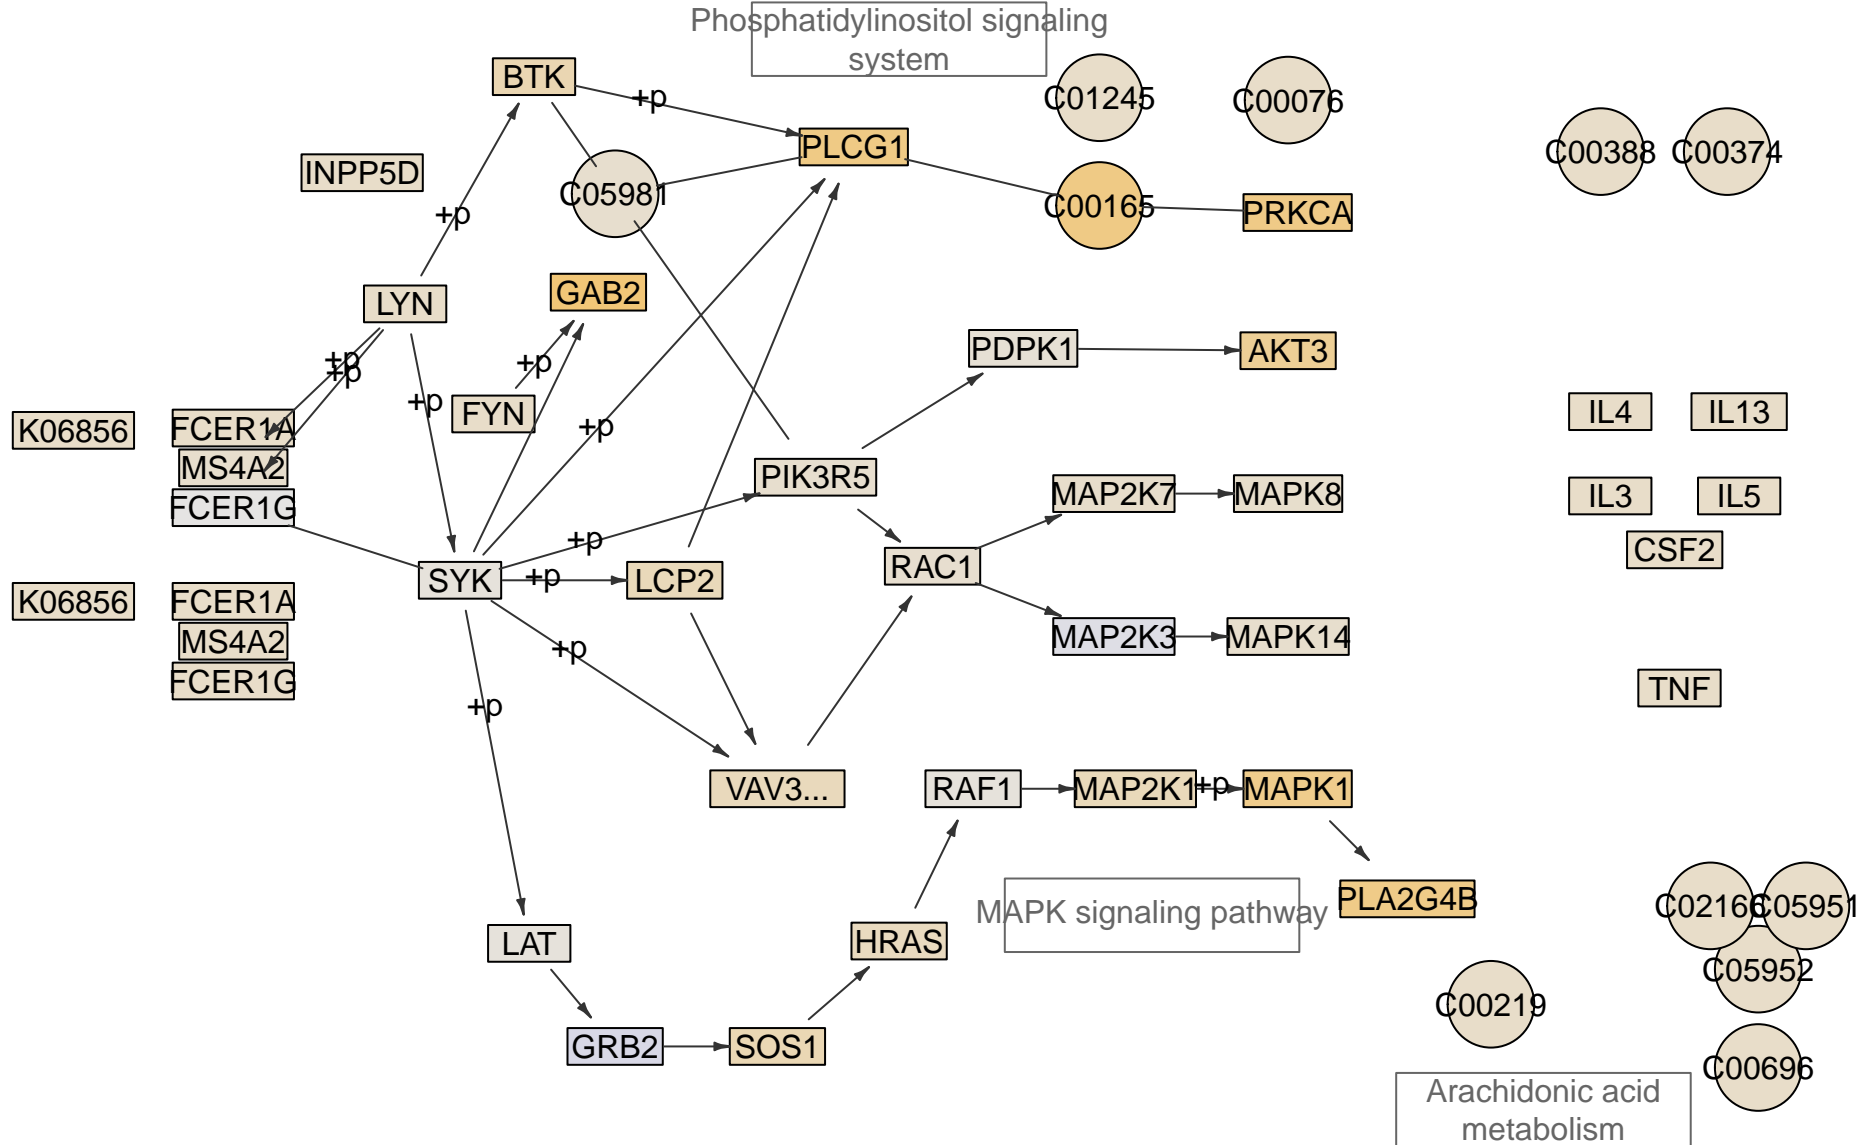 Phosphatidylinositol signaling
system
BTK
+p
C01245
C00076
PLCG1
C00388
C00374
INPP5D
C05981
C00165
PRKCA
+p
LYN
GAB2
+p
+p
+p
PDPK1
AKT3
+p
FYN
+p
K06856
FCER1A
MS4A2
FCER1G
IL4
IL13
PIK3R5
MAP2K7
MAPK8
IL3
IL5
+p
CSF2
SYK
+p
LCP2
RAC1
K06856
FCER1A
MS4A2
FCER1G
+p
MAP2K3
MAPK14
TNF
+p
VAV3...
RAF1
MAP2K1
+p
MAPK1
MAPK signaling pathway
PLA2G4B
C02166
C05951
LAT
HRAS
C05952
C00219
GRB2
SOS1
C00696
Arachidonic acid
metabolism